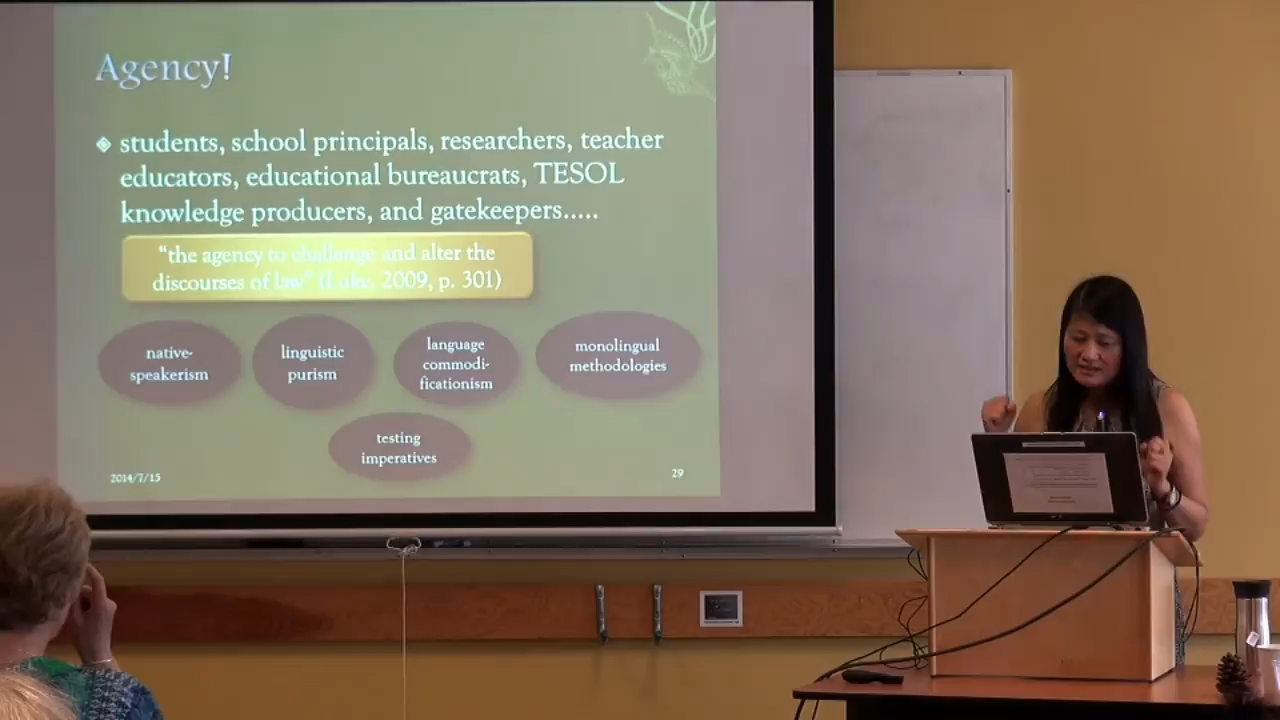 Agency!
students, school principals, researchers, teacher
educators, educational bureaucrats, TESOL
knowledge producers, and gatekeepers.....
“the agency to challenge and alter the
discourses of law” (Luke, 2009, p. 301)
native-
speakerism
linguistic
purism
language
commodi-
ficationism
monolingual
methodologies
testing
imperatives
2014/7/15
29